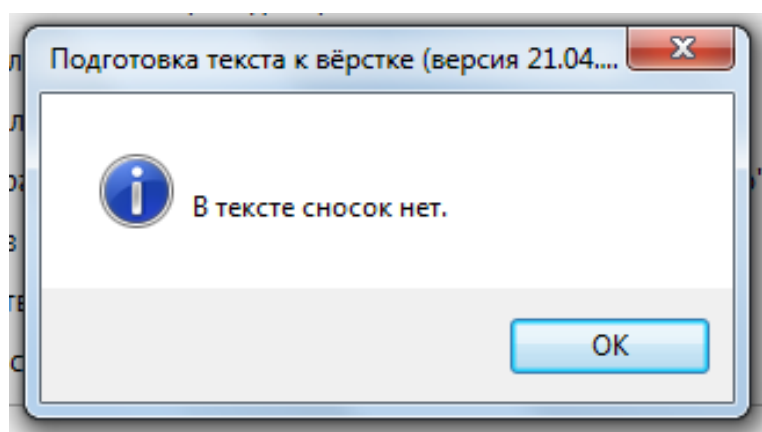 Подготовка текста к вёрстке (версия 21.04....
В тексте сносок нет.
OK